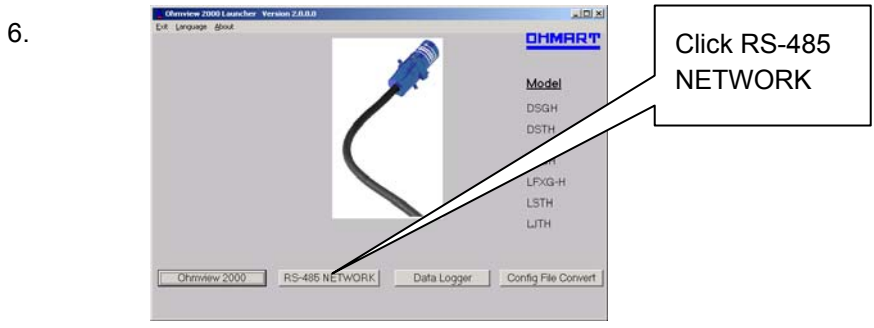 6.
Ohmview 2000 Launcher Version 2.0.0.0
Exit Language About
OHMART
Click RS-485
NETWORK
Model
DSGH
DSTH
LFXG-H
LSTH
LJTH
Ohmview 2000 RS-485 NETWORK Data Logger Config File Convert